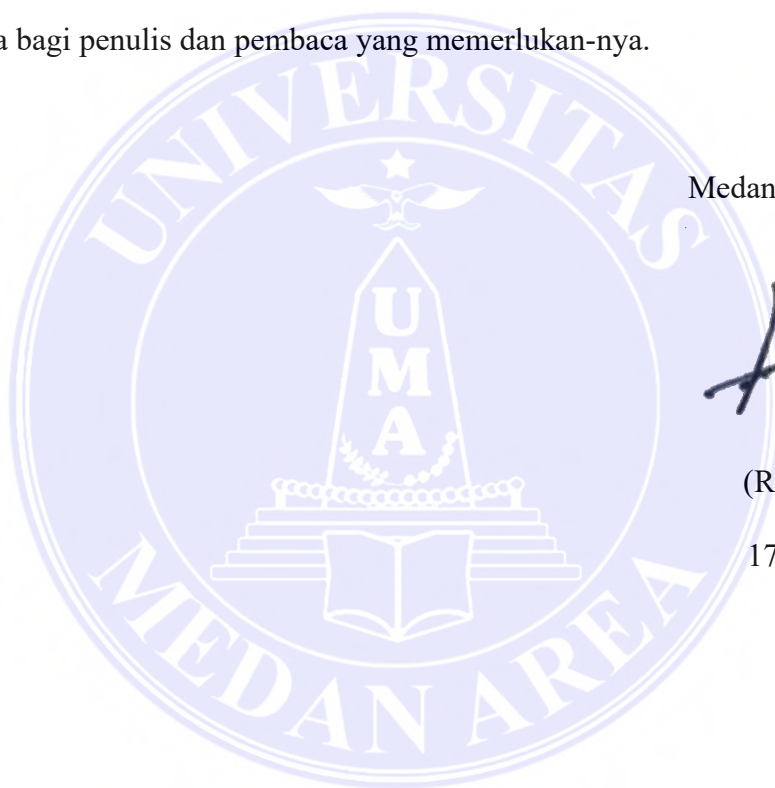 a bagi penulis dan pembaca yang memerlukan-nya.
UNIVERSITAS
Medan
U
M
A
(R
17
MEDAN AREA